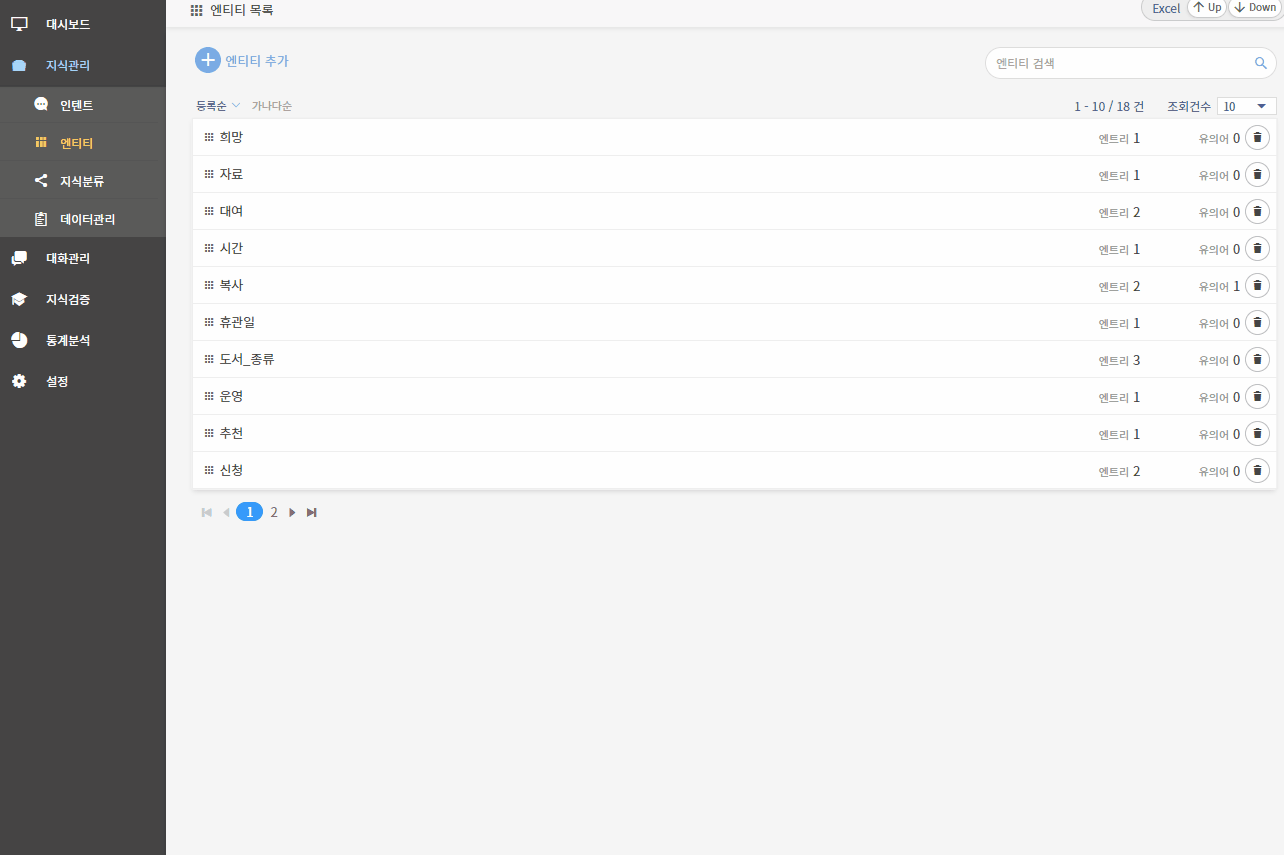 대시보드
지식관리
인텐트
엔티티
지식분류
데이터관리
대화관리
지식검증
통계분석
설정
엔티티 목록
Excel Up Down
엔티티 추가
엔티티 검색
등록순 가나다순 1 - 10 / 18 건 조회건수 10
희망 엔트리 1 유의어 0
자료 엔트리 1 유의어 0
대여 엔트리 2 유의어 0
시간 엔트리 1 유의어 0
복사 엔트리 2 유의어 1
휴관일 엔트리 1 유의어 0
도서_종류 엔트리 3 유의어 0
운영 엔트리 1 유의어 0
추천 엔트리 1 유의어 0
신청 엔트리 2 유의어 0
1 2